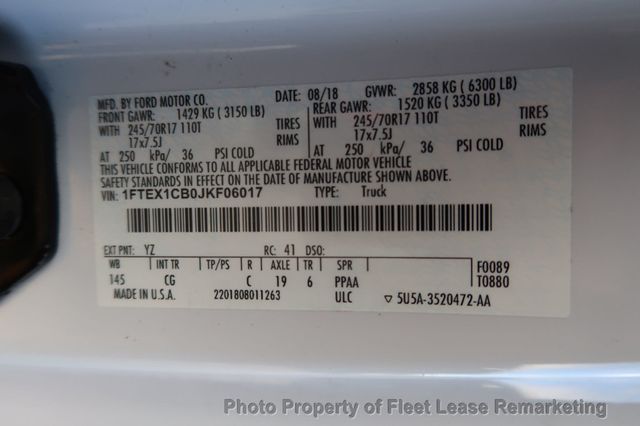 MFD. BY FORD MOTOR CO. DATE: 08/18 GVWR: 2858 KG ( 6300 LB)
FRONT GAWR: 1429 KG ( 3150 LB) REAR GAWR: 1520 KG ( 3350 LB)
WITH 245/70R17 110T TIRES WITH 245/70R17 110T TIRES
17x7.5J RIMS 17x7.5J RIMS
AT 250 kPa/ 36 PSI COLD AT 250 kPa/ 36 PSI COLD
THIS VEHICLE CONFORMS TO ALL APPLICABLE FEDERAL MOTOR VEHICLE
SAFETY STANDARDS IN EFFECT ON THE DATE OF MANUFACTURE SHOWN ABOVE.
VIN: 1FTEX1CB0JKF06017 TYPE: Truck
EXT PNT: YZ RC: 41 DSO:
WB INT TR TP/PS R AXLE TR SPR F0089
145 CG C 19 6 PPAA T0880
MADE IN U.S.A. 2201808011263 ULC ▽ 5U5A-3520472-AA
Photo Property of Fleet Lease Remarketing